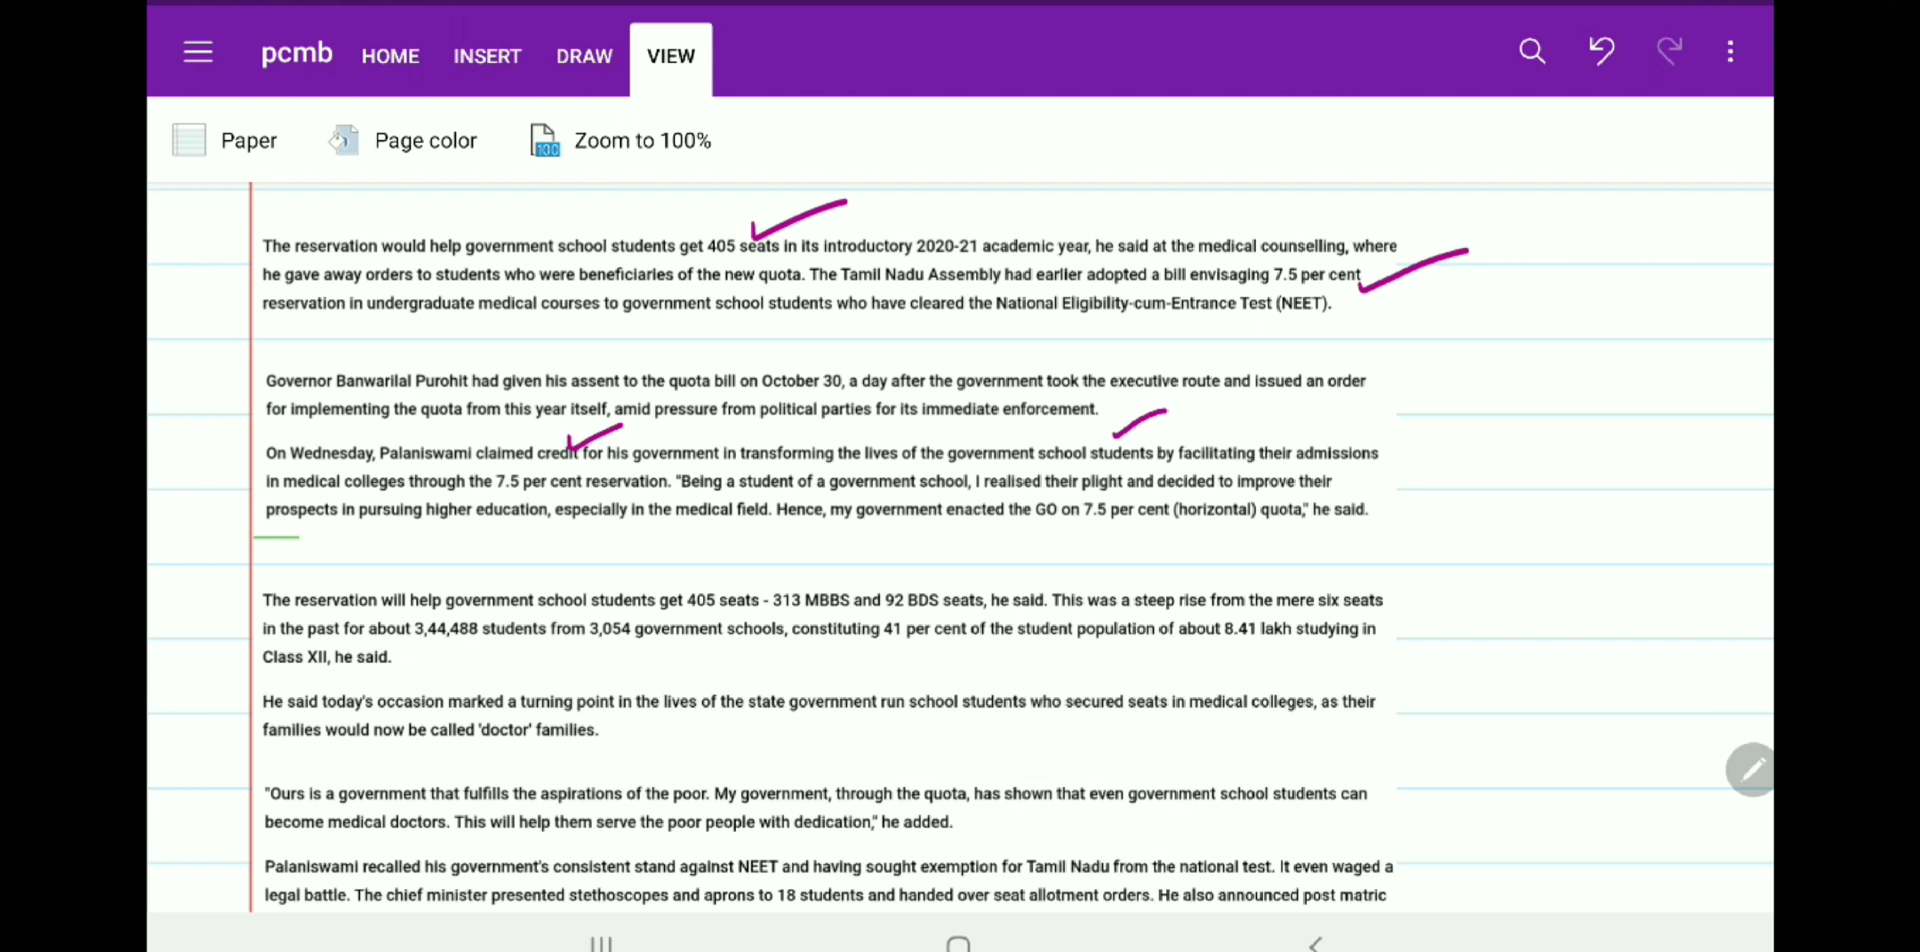 pcmb HOME INSERT DRAW VIEW
Paper Page color 100 Zoom to 100%
The reservation would help government school students get 405 seats in its introductory 2020-21 academic year, he said at the medical counselling, where
he gave away orders to students who were beneficiaries of the new quota. The Tamil Nadu Assembly had earlier adopted a bill envisaging 7.5 per cent
reservation in undergraduate medical courses to government school students who have cleared the National Eligibility-cum-Entrance Test (NEET).
Governor Banwarilal Purohit had given his assent to the quota bill on October 30, a day after the government took the executive route and issued an order
for implementing the quota from this year itself, amid pressure from political parties for its immediate enforcement.
On Wednesday, Palaniswami claimed credit for his government in transforming the lives of the government school students by facilitating their admissions
in medical colleges through the 7.5 per cent reservation. "Being a student of a government school, I realised their plight and decided to improve their
prospects in pursuing higher education, especially in the medical field. Hence, my government enacted the GO on 7.5 per cent (horizontal) quota," he said.
The reservation will help government school students get 405 seats - 313 MBBS and 92 BDS seats, he said. This was a steep rise from the mere six seats
in the past for about 3,44,488 students from 3,054 government schools, constituting 41 per cent of the student population of about 8.41 lakh studying in
Class XII, he said.
He said today's occasion marked a turning point in the lives of the state government run school students who secured seats in medical colleges, as their
families would now be called 'doctor' families.
"Ours is a government that fulfills the aspirations of the poor. My government, through the quota, has shown that even government school students can
become medical doctors. This will help them serve the poor people with dedication," he added.
Palaniswami recalled his government's consistent stand against NEET and having sought exemption for Tamil Nadu from the national test. It even waged a
legal battle. The chief minister presented stethoscopes and aprons to 18 students and handed over seat allotment orders. He also announced post matric